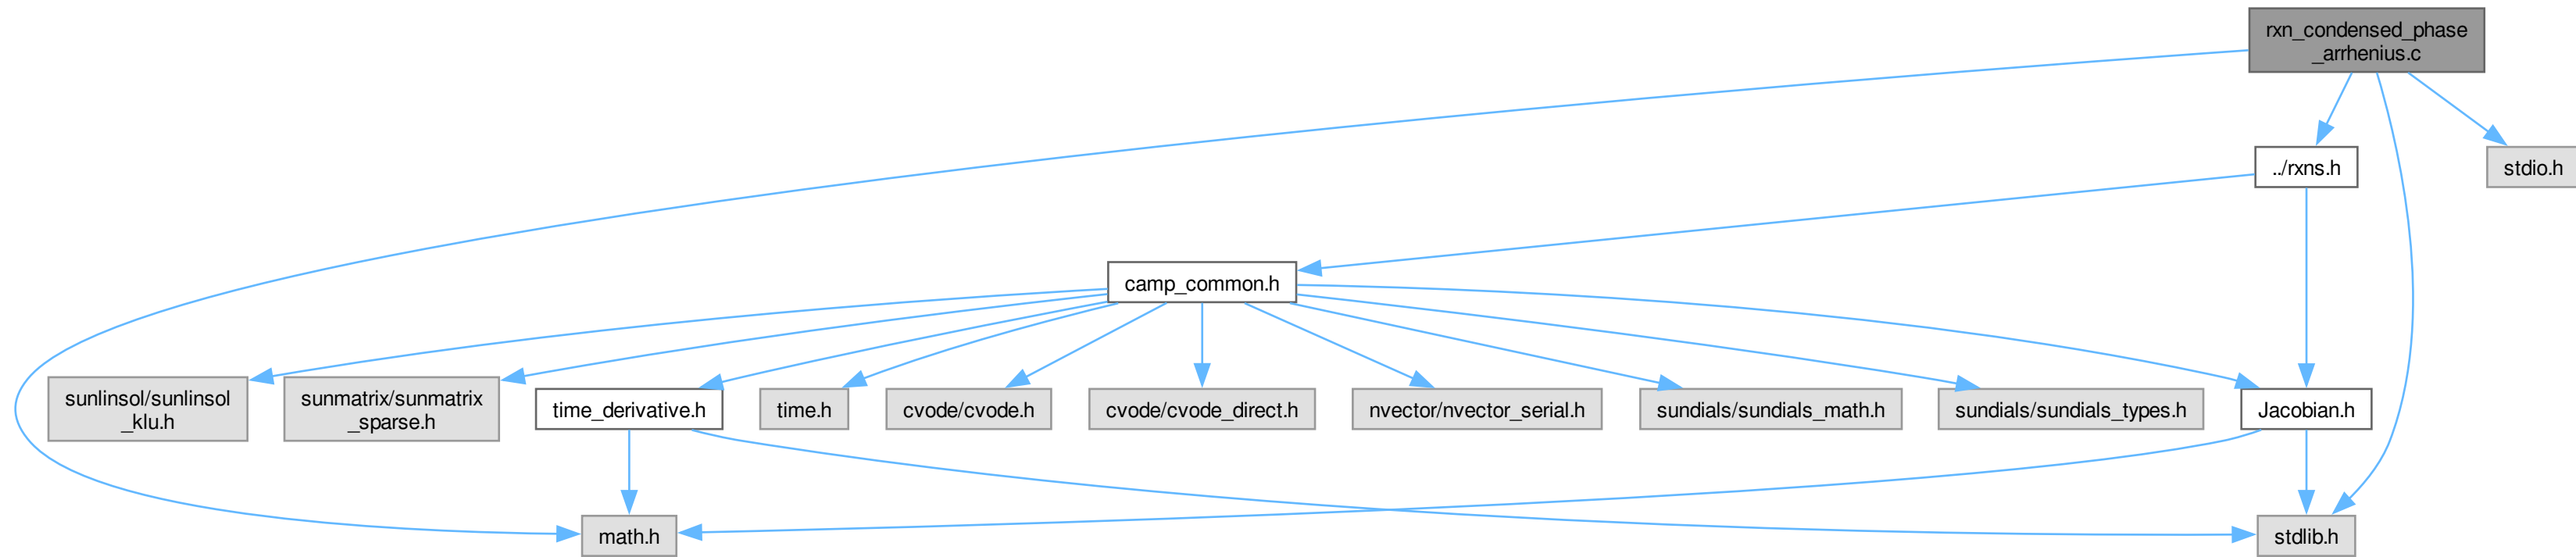 rxn_condensed_phase
_arrhenius.c
../rxns.h
stdio.h
camp_common.h
sunlinsol/sunlinsol
_klu.h
sunmatrix/sunmatrix
_sparse.h
time_derivative.h
time.h
cvode/cvode.h
cvode/cvode_direct.h
nvector/nvector_serial.h
sundials/sundials_math.h
sundials/sundials_types.h
Jacobian.h
math.h
stdlib.h